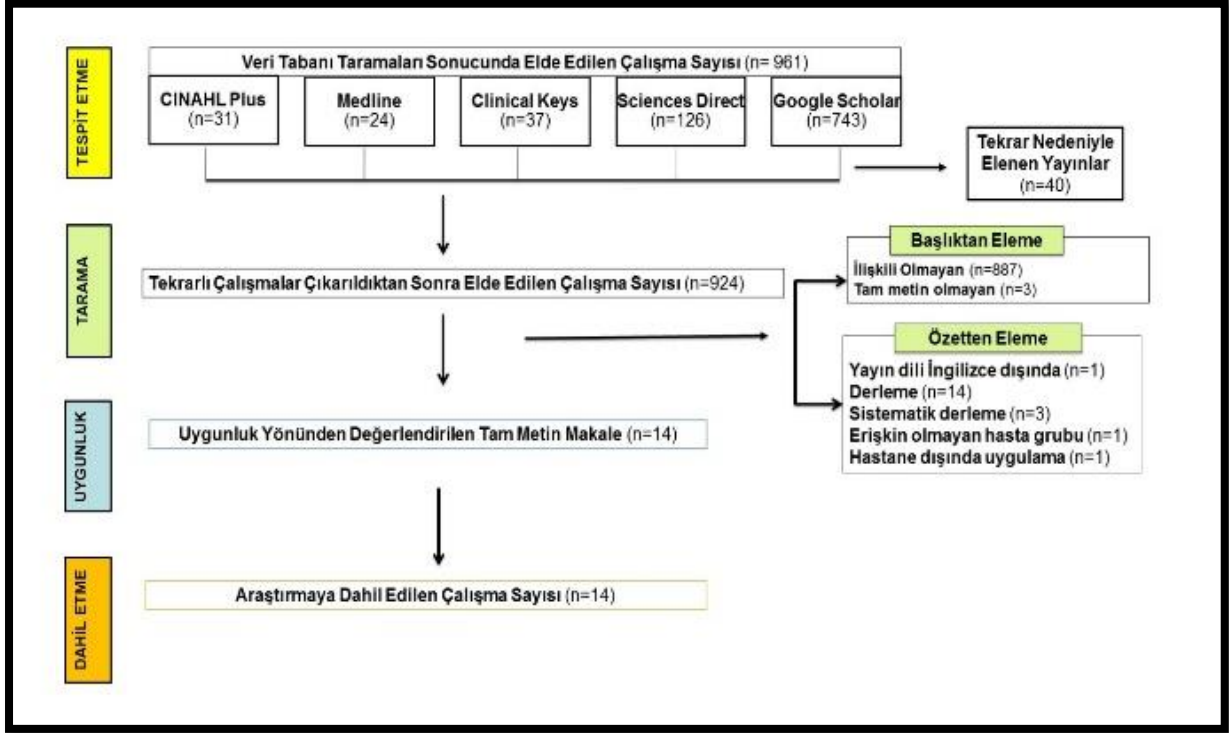 TESPİT ETME
Veri Tabanı Taramaları Sonucunda Elde Edilen Çalışma Sayısı (n= 961)
CINAHL Plus
(n=31)
Medline
(n=24)
Clinical Keys
(n=37)
Sciences Direct
(n=126)
Google Scholar
(n=743)
Tekrar Nedeniyle
Elenen Yayınlar
(n=40)
TARAMA
Tekrarlı Çalışmalar Çıkarıldıktan Sonra Elde Edilen Çalışma Sayısı (n=924)
Başlıktan Eleme
İlişkili Olmayan (n=887)
Tam metin olmayan (n=3)
Özetten Eleme
Yayın dili İngilizce dışında (n=1)
Derleme (n=14)
Sistematik derleme (n=3)
Erişkin olmayan hasta grubu (n=1)
Hastane dışında uygulama (n=1)
UYGUNLUK
Uygunluk Yönünden Değerlendirilen Tam Metin Makale (n=14)
DAHİL ETME
Araştırmaya Dahil Edilen Çalışma Sayısı (n=14)